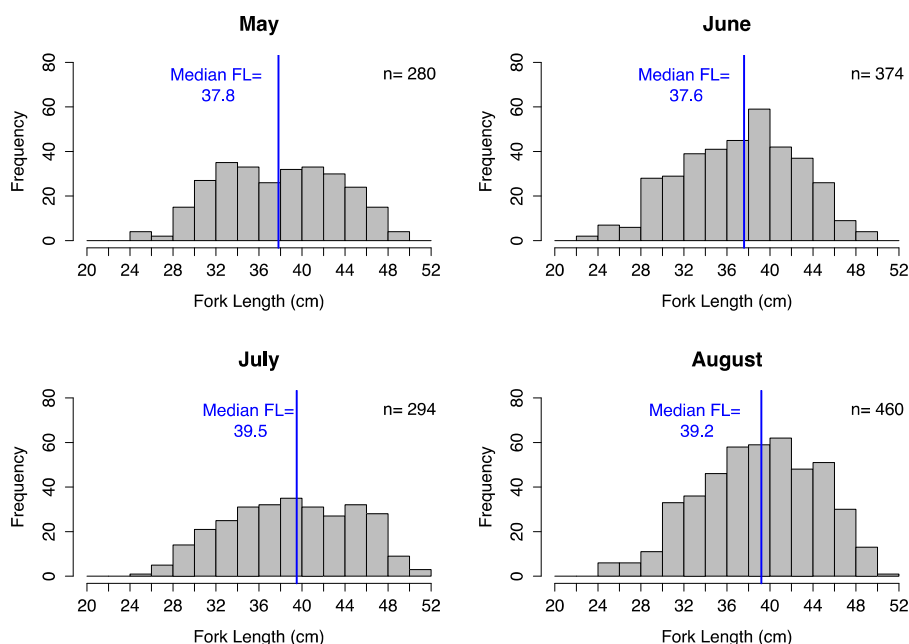 May
Median FL=
37.8
n= 280
Frequency
0 20 40 60 80
20 24 28 32 36 40 44 48 52
Fork Length (cm)
June
Median FL=
37.6
n= 374
Frequency
0 20 40 60 80
20 24 28 32 36 40 44 48 52
Fork Length (cm)
July
Median FL=
39.5
n= 294
Frequency
0 20 40 60 80
20 24 28 32 36 40 44 48 52
Fork Length (cm)
August
Median FL=
39.2
n= 460
Frequency
0 20 40 60 80
20 24 28 32 36 40 44 48 52
Fork Length (cm)